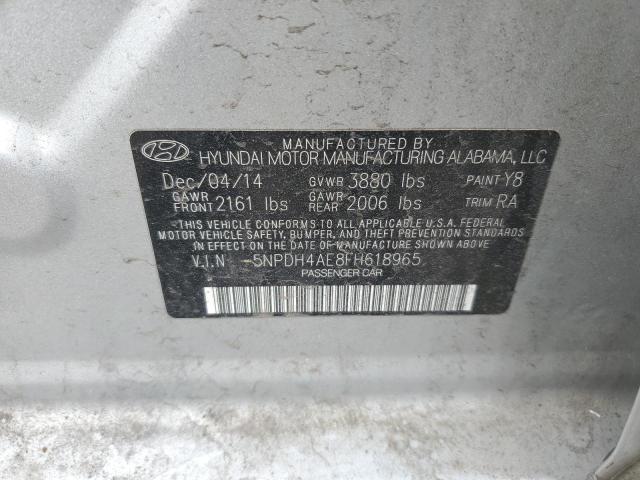 MANUFACTURED BY
HYUNDAI MOTOR MANUFACTURING ALABAMA, LLC
Dec/04/14 GVWR 3880 lbs PAINT Y8
GAWR FRONT 2161 lbs GAWR REAR 2006 lbs TRIM RA
THIS VEHICLE CONFORMS TO ALL APPLICABLE U.S.A. FEDERAL
MOTOR VEHICLE SAFETY, BUMPER, AND THEFT PREVENTION STANDARDS
IN EFFECT ON THE DATE OF MANUFACTURE SHOWN ABOVE.
V.I.N 5NPDH4AE8FH618965
PASSENGER CAR